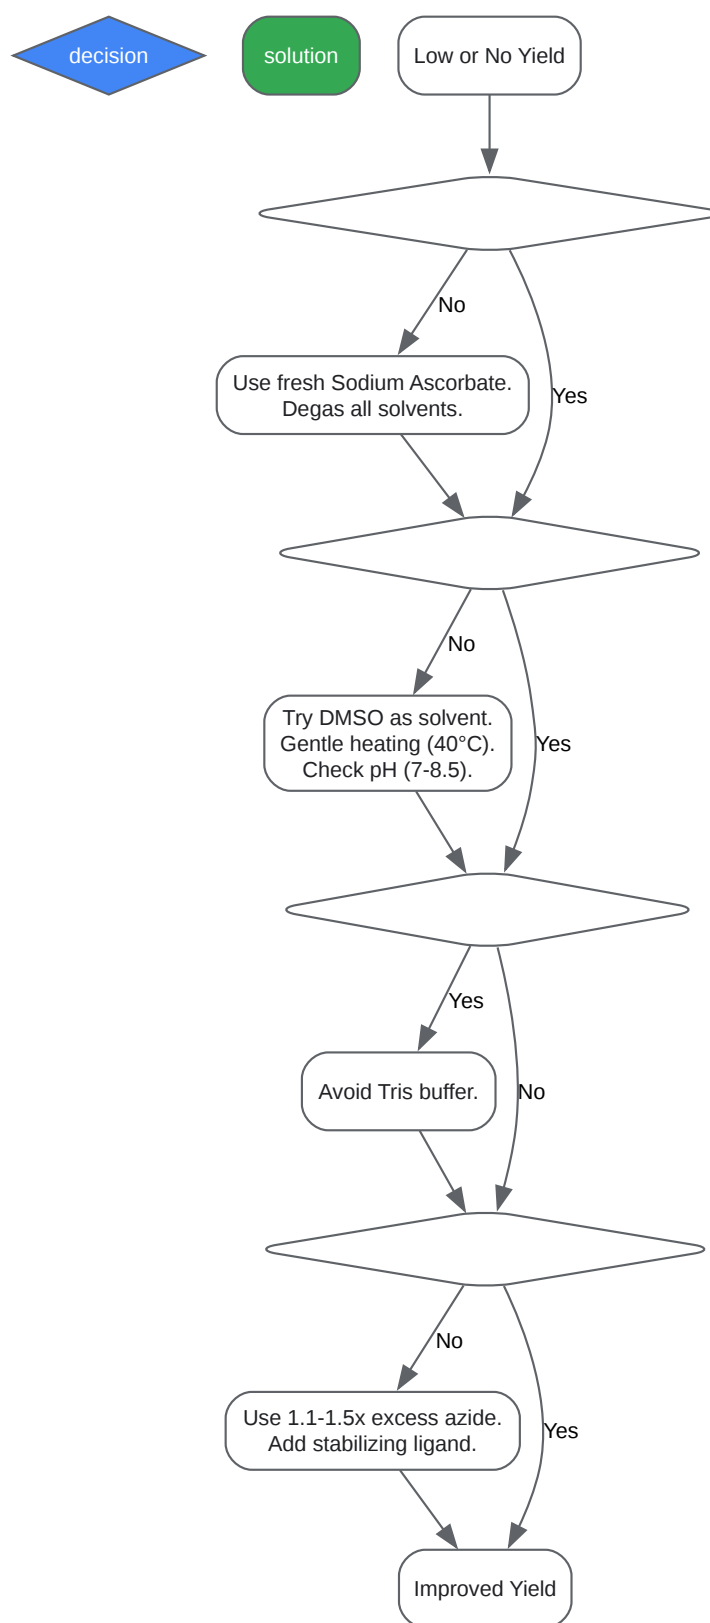 decision
solution
Low or No Yield
No
Use fresh Sodium Ascorbate.
Degas all solvents.
Yes
No
Try DMSO as solvent.
Gentle heating (40°C).
Check pH (7-8.5).
Yes
Yes
Avoid Tris buffer.
No
No
Use 1.1-1.5x excess azide.
Add stabilizing ligand.
Yes
Improved Yield